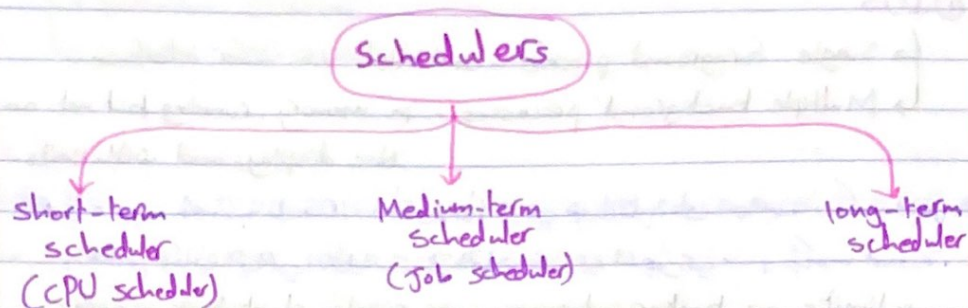 Schedulers
short-term
scheduler
(CPU scheduler)
Medium-term
scheduler
(Job scheduler)
long-term
scheduler